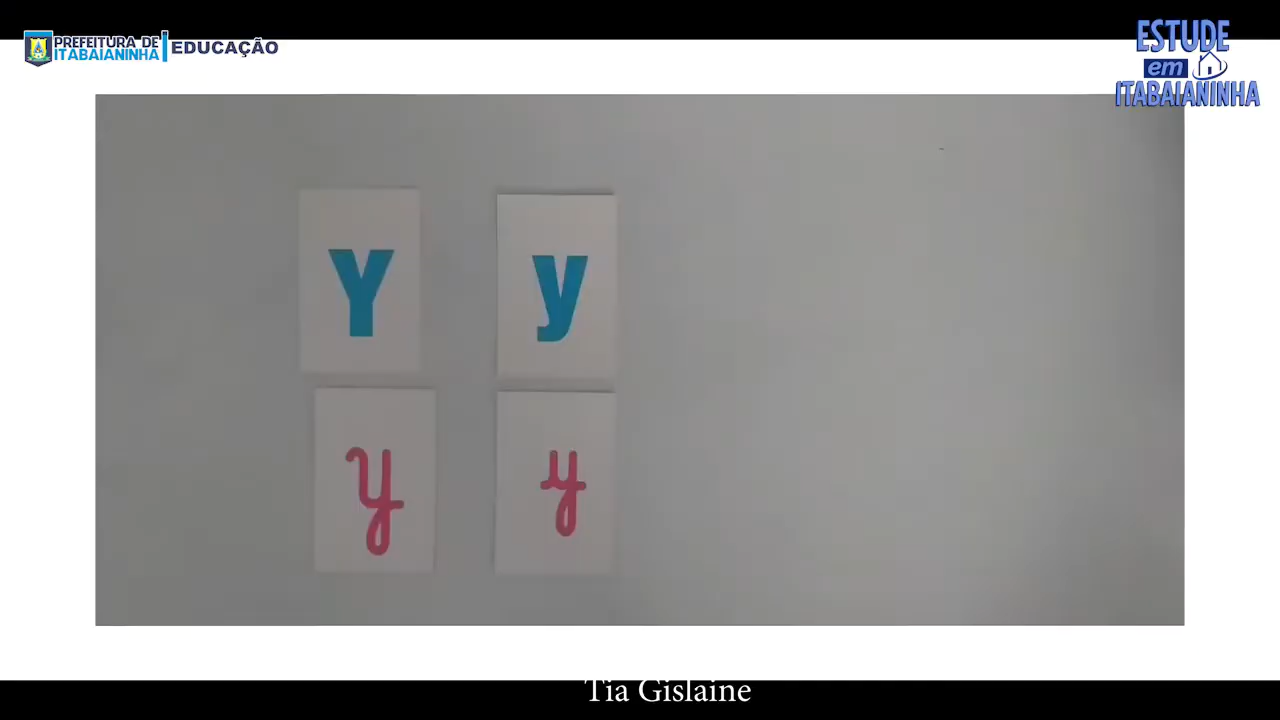 PREFEITURA DE
ITABAIANINHA
EDUCAÇÃO
ESTUDE
em
ITABAIANINHA
Y y
y y
Tia Gislaine